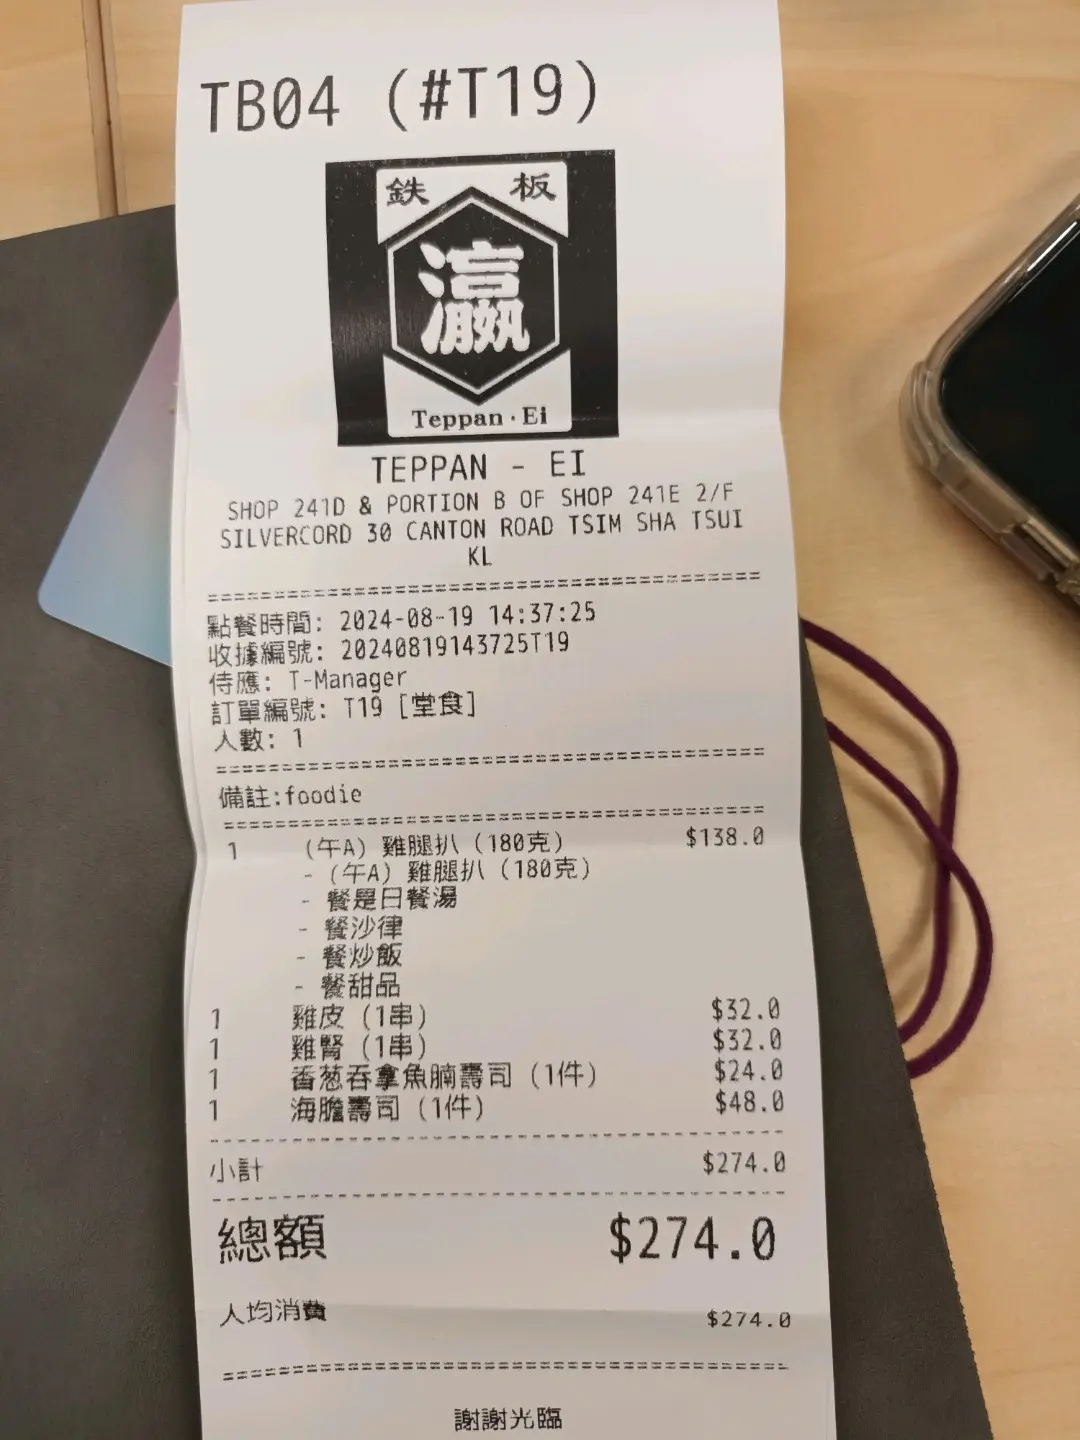 TB04 (#T19)
鉄 板
瀛
Teppan·Ei
TEPPAN - EI
SHOP 241D & PORTION B OF SHOP 241E 2/F
SILVERCORD 30 CANTON ROAD TSIM SHA TSUI
KL
點餐時間: 2024-08-19 14:37:25
收據編號: 20240819143725T19
侍應: T-Manager
訂單編號: T19 [堂食]
人數: 1
備註:foodie
1 (午A) 雞腿扒 (180克) $138.0
- (午A) 雞腿扒 (180克)
- 餐是日餐湯
- 餐沙律
- 餐炒飯
- 餐甜品
1 雞皮 (1串) $32.0
1 雞腎 (1串) $32.0
1 香葱吞拿魚腩壽司 (1件) $24.0
1 海膽壽司 (1件) $48.0
小計 $274.0
總額 $274.0
人均消費 $274.0
謝謝光臨